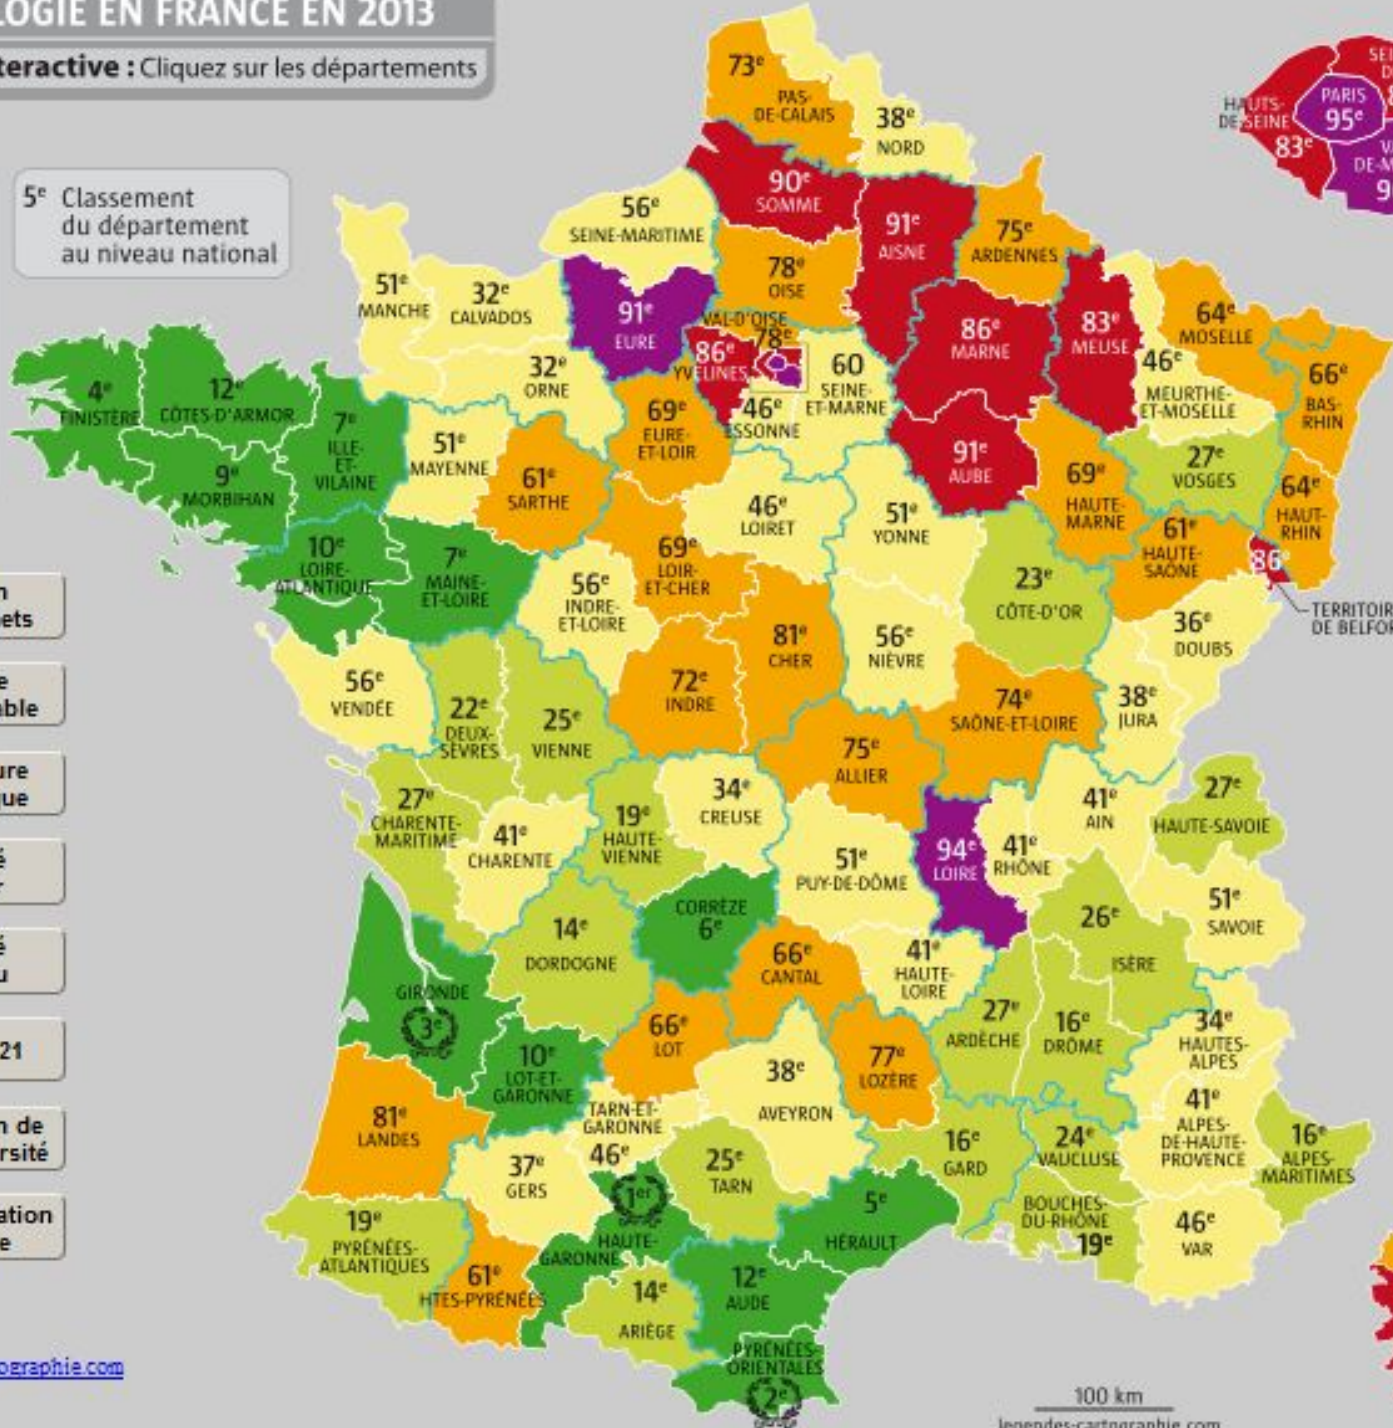 LOGIE EN FRANCE EN 2013
teractive : Cliquez sur les départements
5e Classement
du département
au niveau national
73e
PAS-
DE-CALAIS
38e
NORD
HAUTS-
DE-SEINE
83e
PARIS
95e
90e
SOMME
56e
SEINE-MARITIME
91e
AISNE
75e
ARDENNES
78e
OISE
51e
MANCHE
32e
CALVADOS
91e
EURE
VAL-D'OISE
78e
86e
YVELINES
60
SEINE-
ET-MARNE
86e
MARNE
83e
MEUSE
64e
MOSELLE
46e
MEURTHE-
ET-MOSELLE
66e
BAS-
RHIN
32e
ORNE
4e
FINISTÈRE
12e
CÔTES-D'ARMOR
7e
ILLE-
ET-
VILAINE
9e
MORBIHAN
51e
MAYENNE
61e
SARTHE
69e
EURE-
ET-LOIR
46e
ESSONNE
91e
AUBE
69e
HAUTE-
MARNE
27e
VOSGES
64e
HAUT-
RHIN
46e
LOIRET
51e
YONNE
61e
HAUTE-
SAÔNE
86e
TERRITOIR
DE BELFOR
10e
LOIRE-
ATLANTIQUE
7e
MAINE-
ET-LOIRE
56e
INDRE-
ET-LOIRE
69e
LOIR-
ET-CHER
23e
CÔTE-D'OR
36e
DOUBS
81e
CHER
56e
NIÈVRE
56e
VENDÉE
22e
DEUX-
SÈVRES
25e
VIENNE
72e
INDRE
74e
SAÔNE-ET-LOIRE
38e
JURA
75e
ALLIER
27e
CHARENTE-
MARITIME
41e
CHARENTE
19e
HAUTE-
VIENNE
34e
CREUSE
51e
PUY-DE-DÔME
94e
LOIRE
41e
RHÔNE
41e
AIN
27e
HAUTE-SAVOIE
51e
SAVOIE
14e
DORDOGNE
CORRÈZE
6e
66e
CANTAL
41e
HAUTE-
LOIRE
26e
ISÈRE
GIRONDE
3e
10e
LOT-ET-
GARONNE
66e
LOT
77e
LOZÈRE
27e
ARDÈCHE
16e
DRÔME
34e
HAUTES-
ALPES
81e
LANDES
TARN-ET-
GARONNE
46e
38e
AVEYRON
16e
GARD
24e
VAUCLUSE
41e
ALPES-
DE-HAUTE-
PROVENCE
16e
ALPES-
MARITIMES
37e
GERS
25e
TARN
1er
HAUTE-
GARONNE
5e
HÉRAULT
BOUCHES-
DU-RHÔNE
19e
46e
VAR
19e
PYRÉNÉES-
ATLANTIQUES
61e
HTES-PYRÉNÉES
14e
ARIÈGE
12e
AUDE
PYRÉNÉES-
ORIENTALES
2e
n
ets
e
able
ure
que
é
r
é
u
21
n de
rsité
ation
e
ographie.com
100 km
legendes-cartographie.com